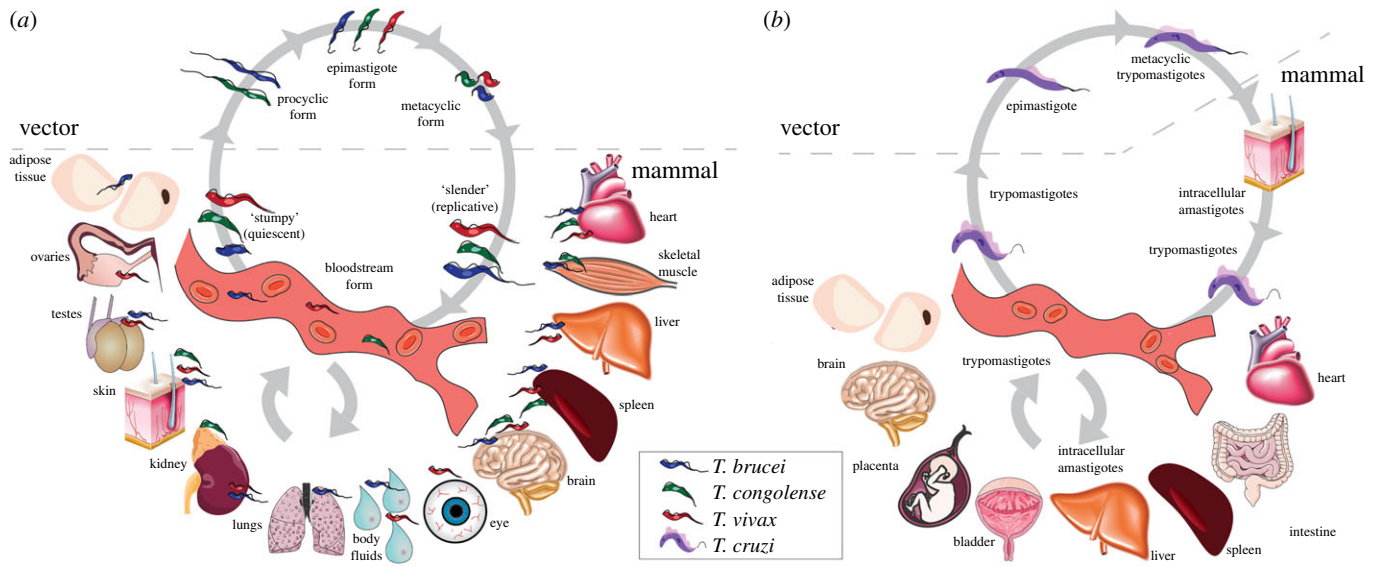 (a)
epimastigote
form
procyclic
form
metacyclic
form
vector
mammal
adipose
tissue
'stumpy'
(quiescent)
'slender'
(replicative)
heart
ovaries
bloodstream
form
skeletal
muscle
testes
liver
skin
spleen
kidney
brain
lungs
body
fluids
eye
T. brucei
T. congolense
T. vivax
T. cruzi
(b)
metacyclic
trypomastigotes
epimastigote
mammal
vector
trypomastigotes
intracellular
amastigotes
trypomastigotes
adipose
tissue
brain
trypomastigotes
heart
placenta
intracellular
amastigotes
bladder
liver
spleen
intestine